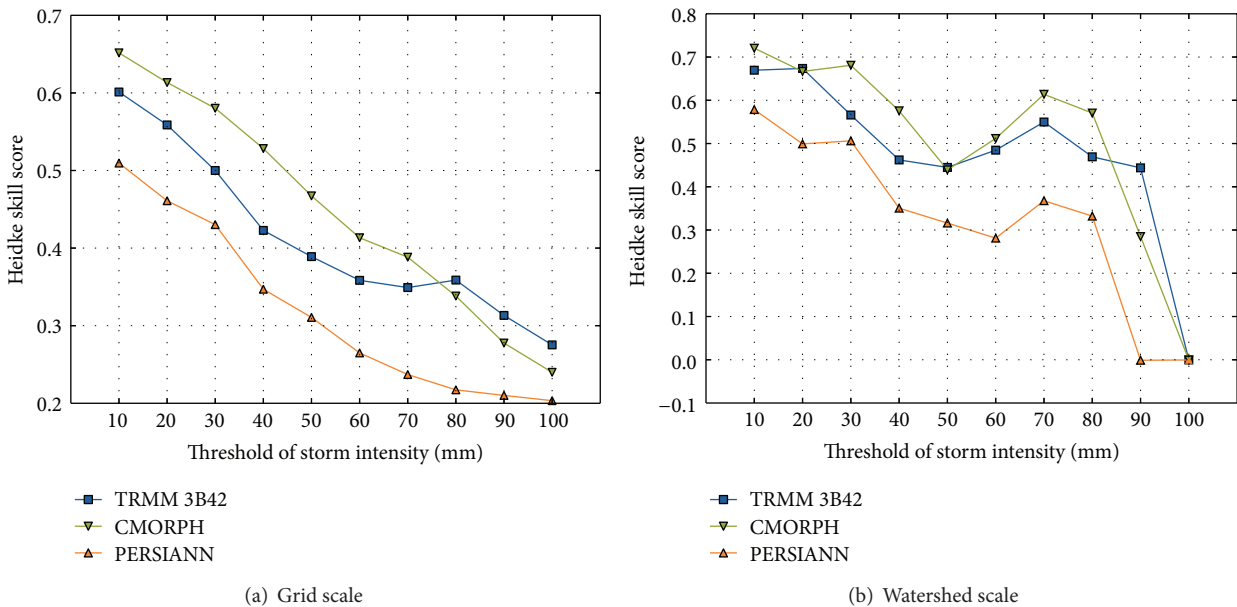 0.7
0.6
0.5
0.4
0.3
0.2
Heidke skill score
10 20 30 40 50 60 70 80 90 100
Threshold of storm intensity (mm)
TRMM 3B42
CMORPH
PERSIANN
(a) Grid scale
0.8
0.7
0.6
0.5
0.4
0.3
0.2
0.1
0.0
−0.1
Heidke skill score
10 20 30 40 50 60 70 80 90 100
Threshold of storm intensity (mm)
TRMM 3B42
CMORPH
PERSIANN
(b) Watershed scale